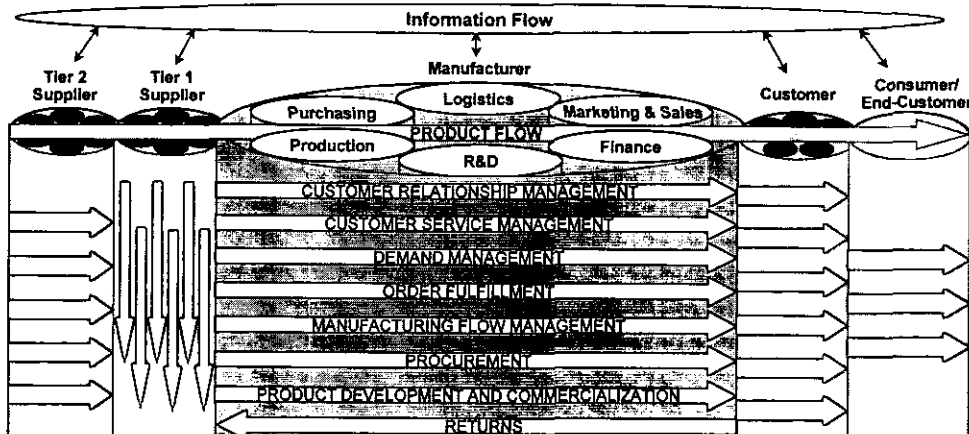 Information Flow
Manufacturer
Tier 2
Supplier
Tier 1
Supplier
Customer
Consumer/
End-Customer
Purchasing
Logistics
Marketing & Sales
PRODUCT FLOW
Production
R&D
Finance
CUSTOMER RELATIONSHIP MANAGEMENT
CUSTOMER SERVICE MANAGEMENT
DEMAND MANAGEMENT
ORDER FULFILLMENT
MANUFACTURING FLOW MANAGEMENT
PROCUREMENT
PRODUCT DEVELOPMENT AND COMMERCIALIZATION
RETURNS